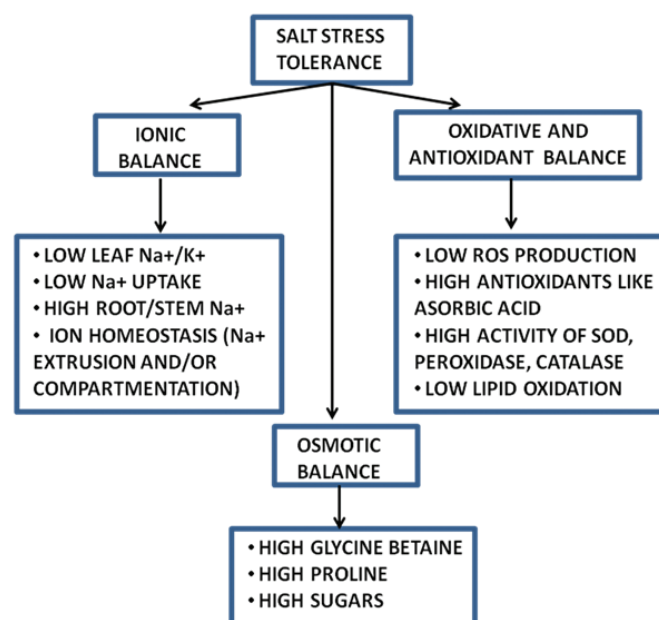 SALT STRESS
TOLERANCE
IONIC
BALANCE
OXIDATIVE AND
ANTIOXIDANT BALANCE
• LOW LEAF Na+/K+
• LOW Na+ UPTAKE
• HIGH ROOT/STEM Na+
• ION HOMEOSTASIS (Na+
EXTRUSION AND/OR
COMPARTMENTATION)
• LOW ROS PRODUCTION
• HIGH ANTIOXIDANTS LIKE
ASORBIC ACID
• HIGH ACTIVITY OF SOD,
PEROXIDASE, CATALASE
• LOW LIPID OXIDATION
OSMOTIC
BALANCE
• HIGH GLYCINE BETAINE
• HIGH PROLINE
• HIGH SUGARS